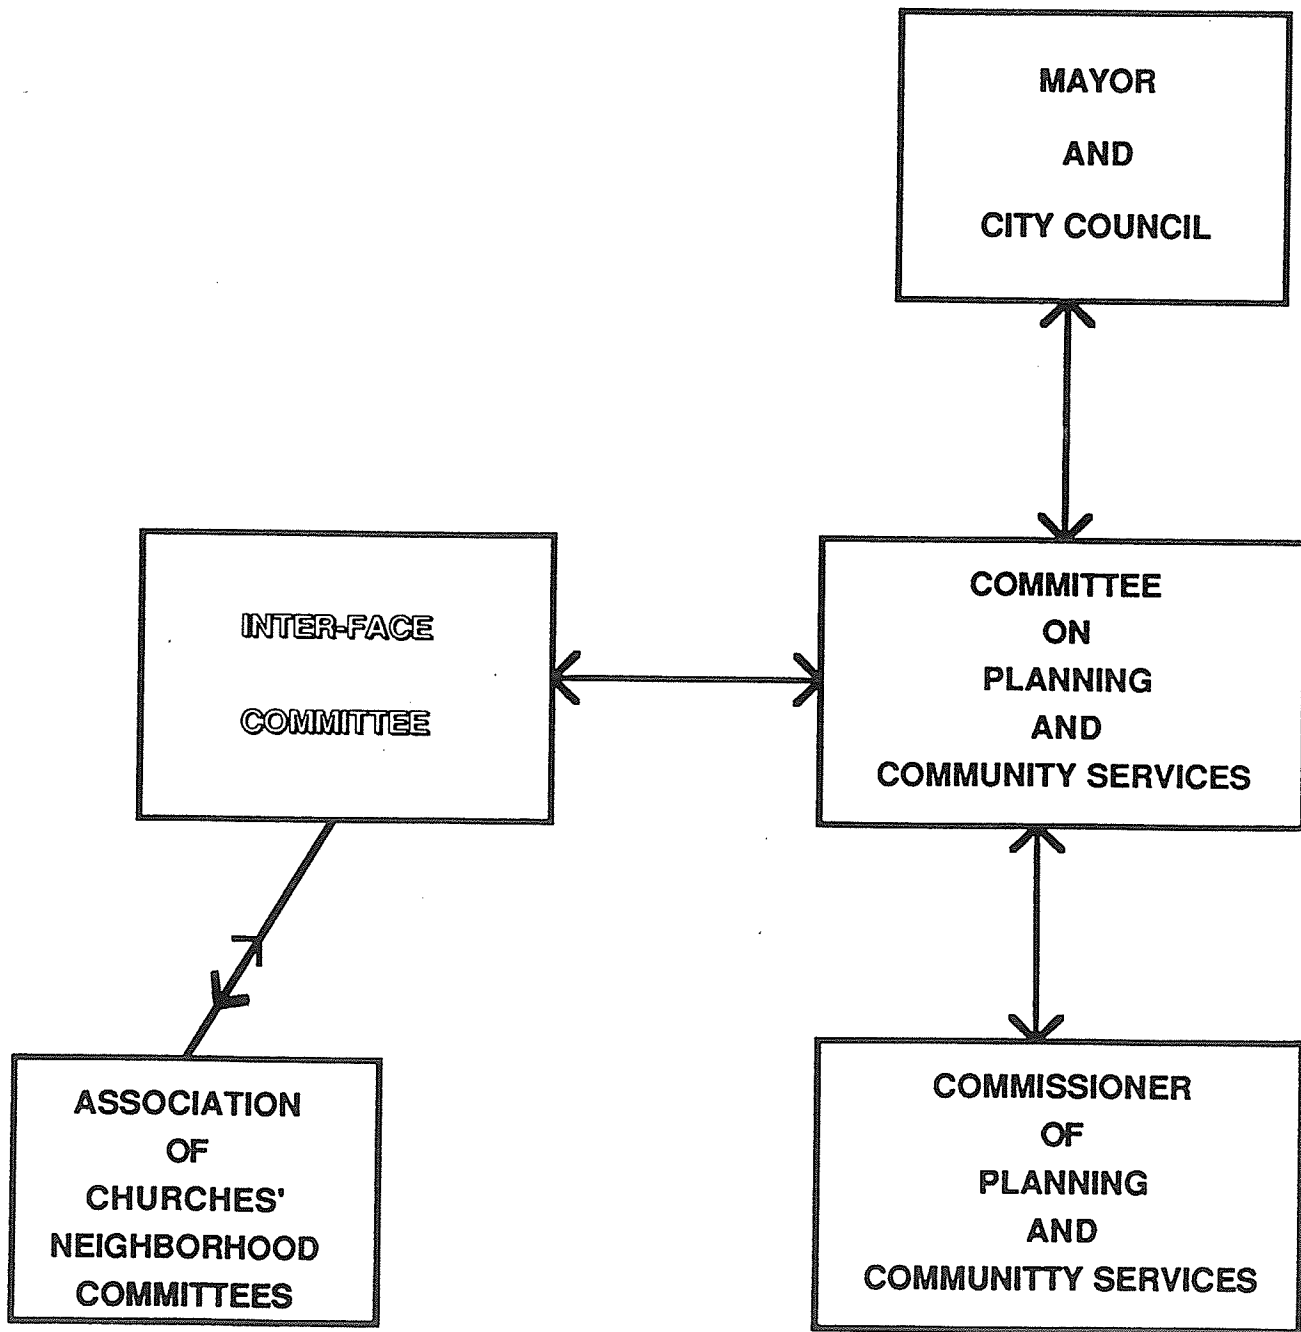 MAYOR
AND
CITY COUNCIL
INTER-FACE
COMMITTEE
COMMITTEE
ON
PLANNING
AND
COMMUNITY SERVICES
ASSOCIATION
OF
CHURCHES'
NEIGHBORHOOD
COMMITTEES
COMMISSIONER
OF
PLANNING
AND
COMMUNITTY SERVICES